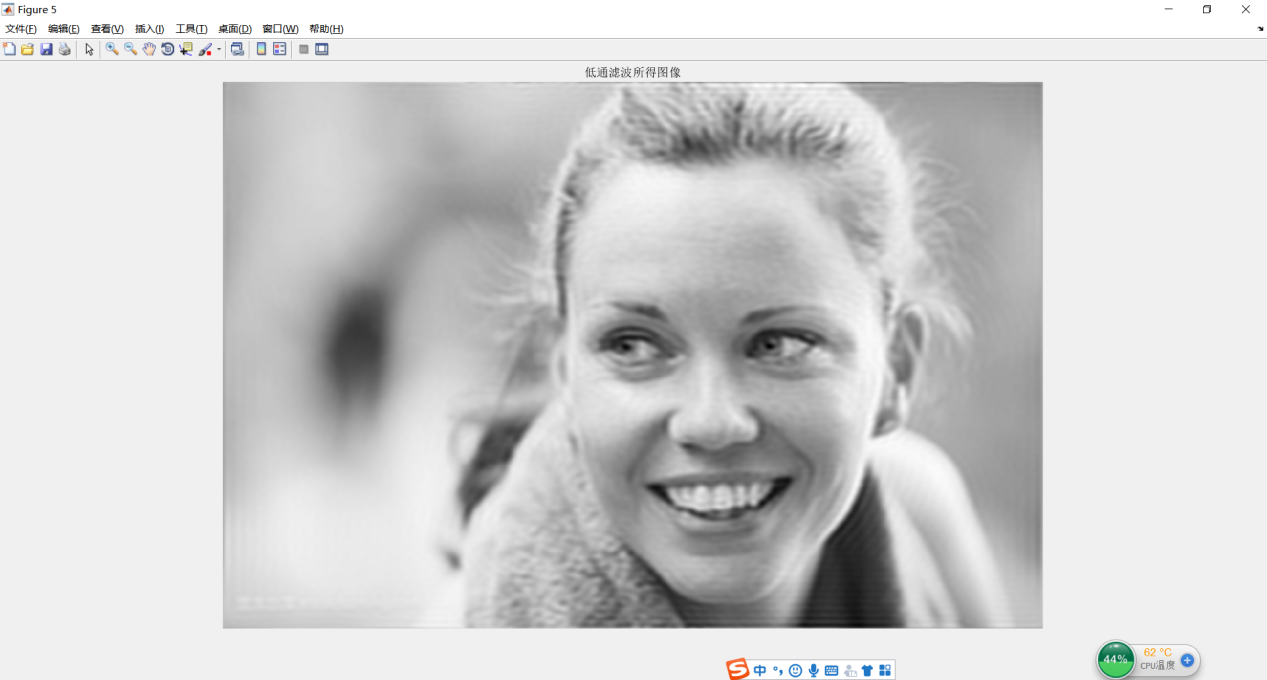 Figure 5
文件(F) 编辑(E) 查看(V) 插入(I) 工具(T) 桌面(D) 窗口(W) 帮助(H)
低通滤波所得图像
中
44%
62 °C
CPU温度